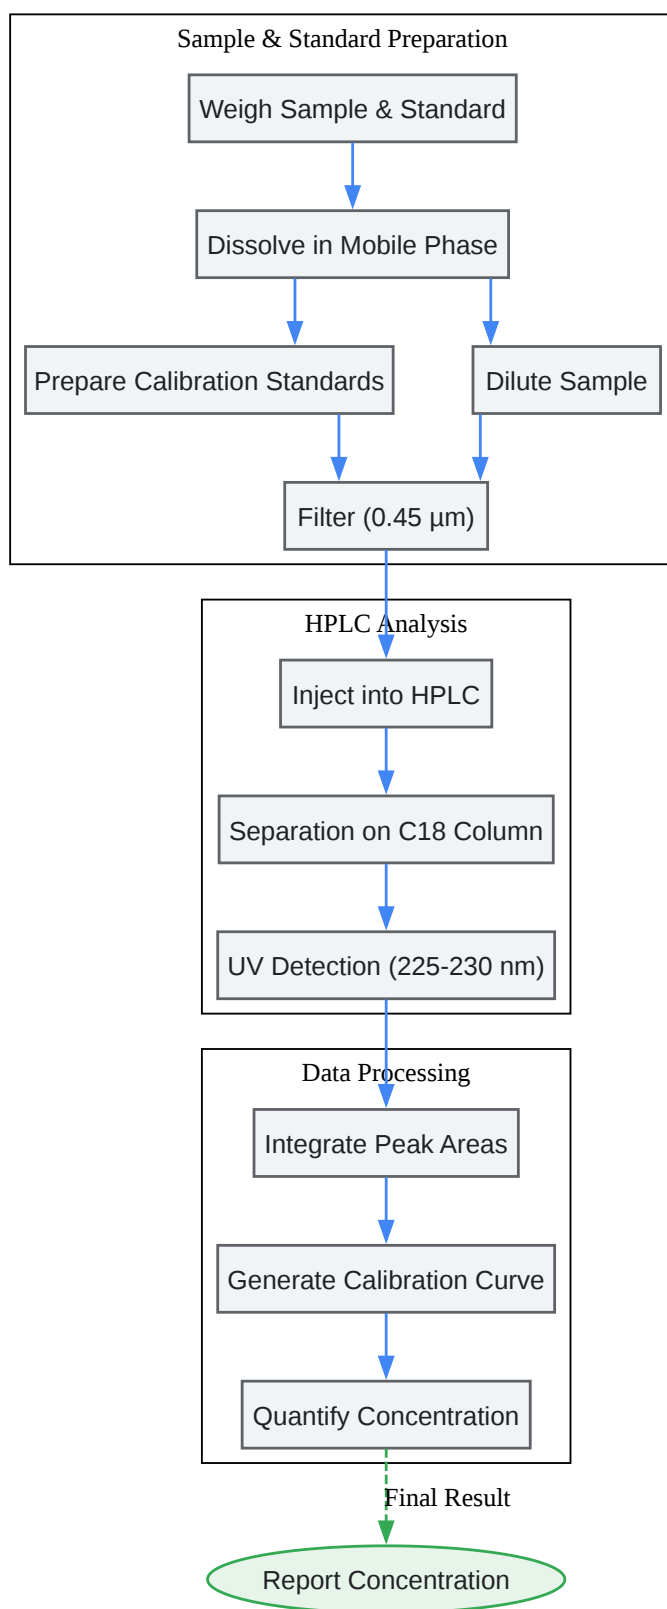 Sample & Standard Preparation
Weigh Sample & Standard
Dissolve in Mobile Phase
Prepare Calibration Standards
Dilute Sample
Filter (0.45 µm)
HPLC Analysis
Inject into HPLC
Separation on C18 Column
UV Detection (225-230 nm)
Data Processing
Integrate Peak Areas
Generate Calibration Curve
Quantify Concentration
Final Result
Report Concentration